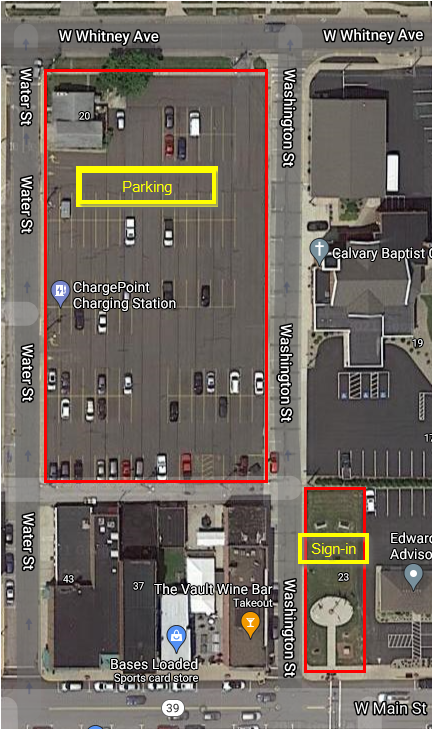 W Whitney Ave
W Whitney Ave
Water St
Washington St
20
Parking
Water St
Calvary Baptist C
ChargePoint
Charging Station
Water St
Washington St
19
17
Water St
Sign-in
Edward
Adviso
23
43
37
The Vault Wine Bar
Takeout
Washington St
Bases Loaded
Sports card store
39
W Main St